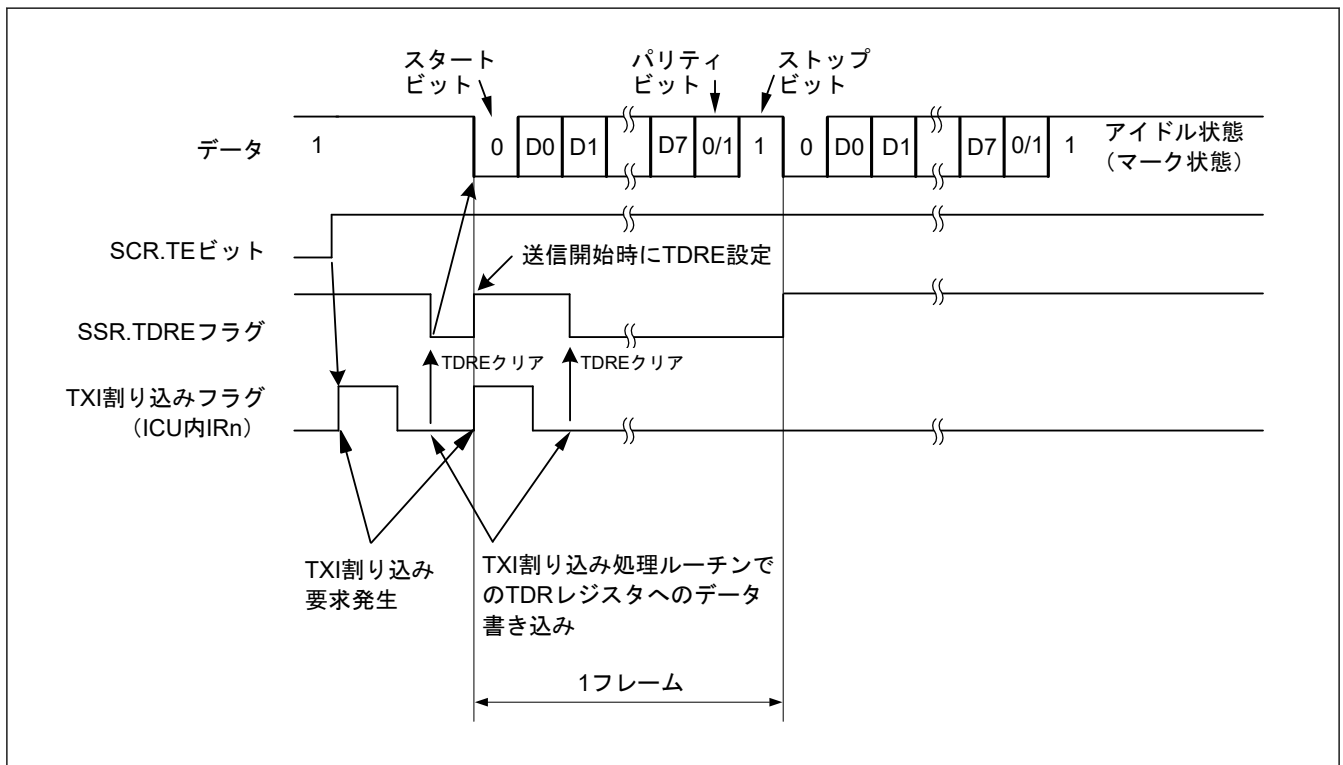 スタート
ビット
パリティ
ビット
ストップ
ビット
データ
1
0
D0
D1
D7
0/1
1
0
D0
D1
D7
0/1
1
アイドル状態
（マーク状態）
SCR.TEビット
送信開始時にTDRE設定
SSR.TDREフラグ
TDREクリア
TDREクリア
TXI割り込みフラグ
（ICU内IRn）
TXI割り込み
要求発生
TXI割り込み処理ルーチンで
のTDRレジスタへのデータ
書き込み
1フレーム